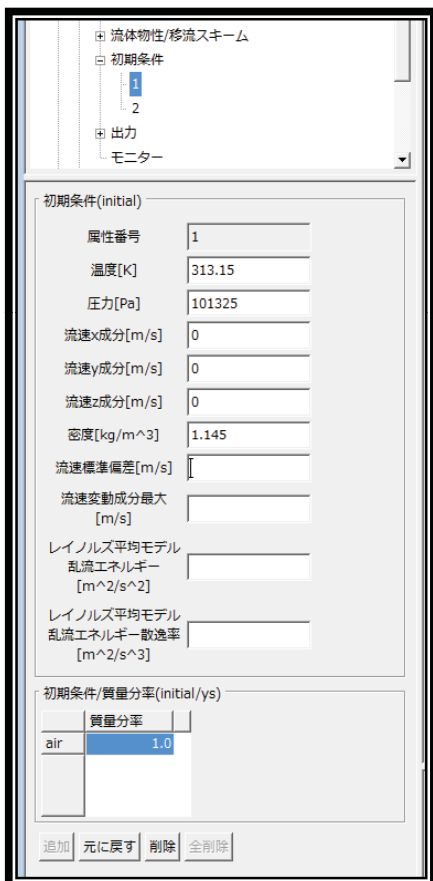 流体物性/移流スキーム
初期条件
1
2
出力
モニター
初期条件(initial)
属性番号 1
温度[K] 313.15
圧力[Pa] 101325
流速x成分[m/s] 0
流速y成分[m/s] 0
流速z成分[m/s] 0
密度[kg/m^3] 1.145
流速標準偏差[m/s]
流速変動成分最大
[m/s]
レイノルズ平均モデル
乱流エネルギー
[m^2/s^2]
レイノルズ平均モデル
乱流エネルギー散逸率
[m^2/s^3]
初期条件/質量分率(initial/ys)
質量分率
air 1.0
追加 元に戻す 削除 全削除